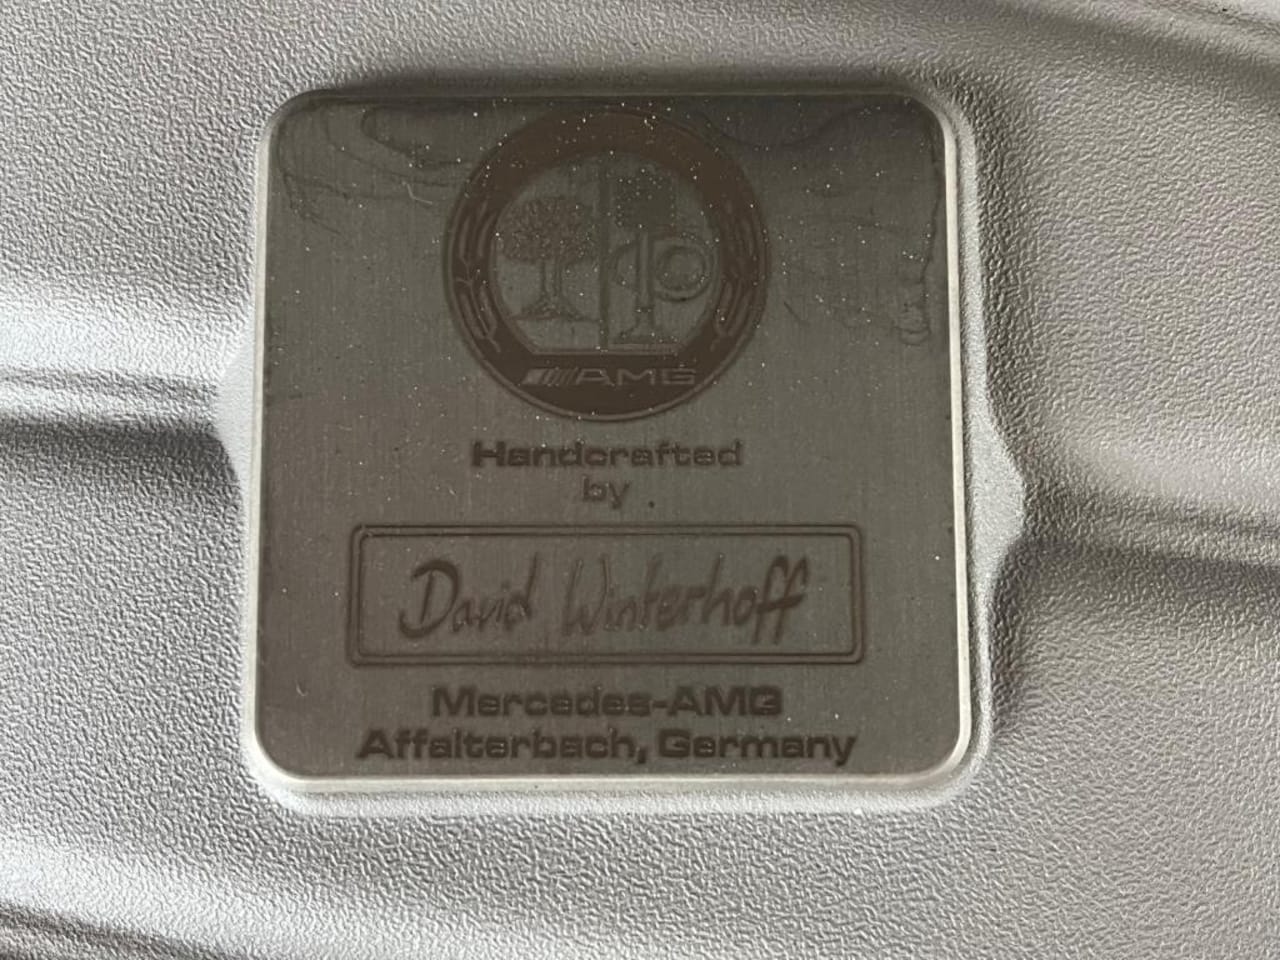 AMG
Handcrafted
by
David Winterhoff
Mercedes-AMG
Affalterbach, Germany